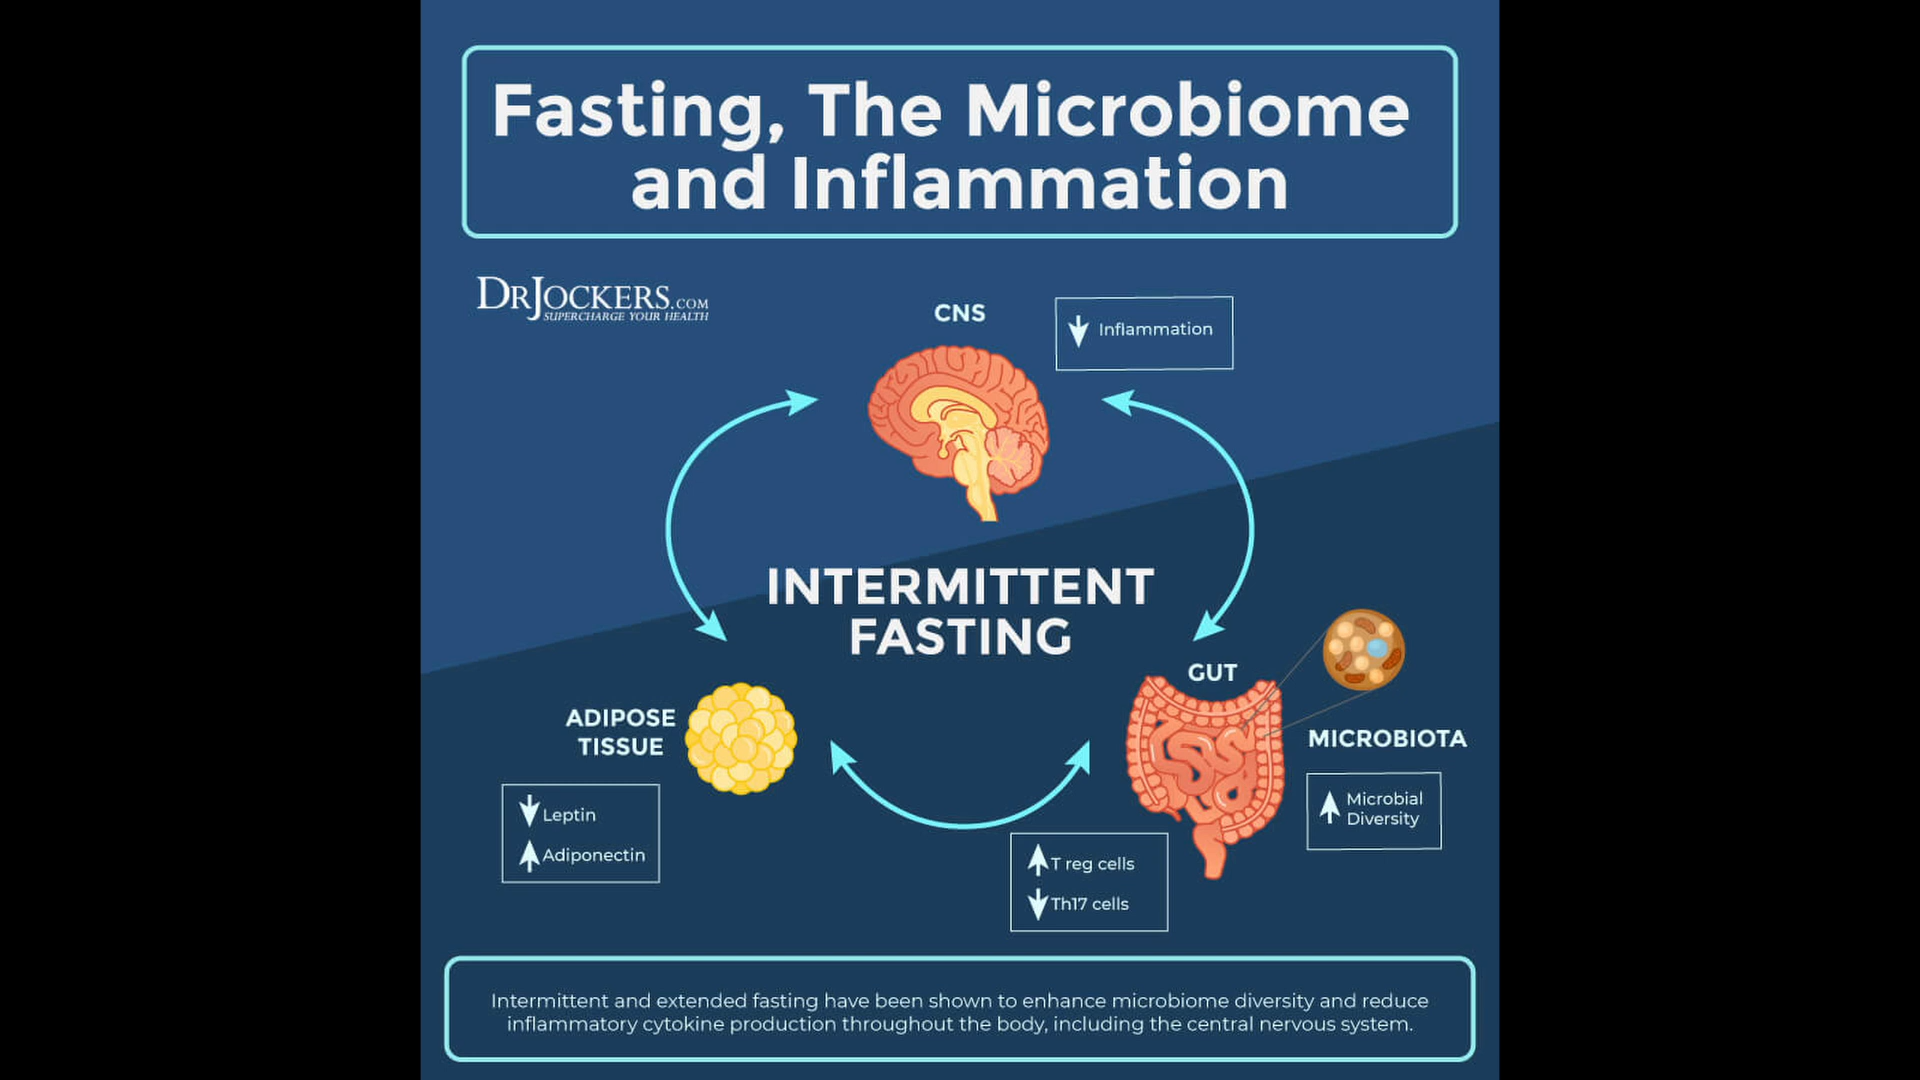 Fasting, The Microbiome
and Inflammation
DRJOCKERS.COM
SUPERCHARGE YOUR HEALTH
CNS
Inflammation
INTERMITTENT
FASTING
ADIPOSE
TISSUE
Leptin
Adiponectin
GUT
MICROBIOTA
Microbial
Diversity
T reg cells
Th17 cells
Intermittent and extended fasting have been shown to enhance microbiome diversity and reduce
inflammatory cytokine production throughout the body, including the central nervous system.